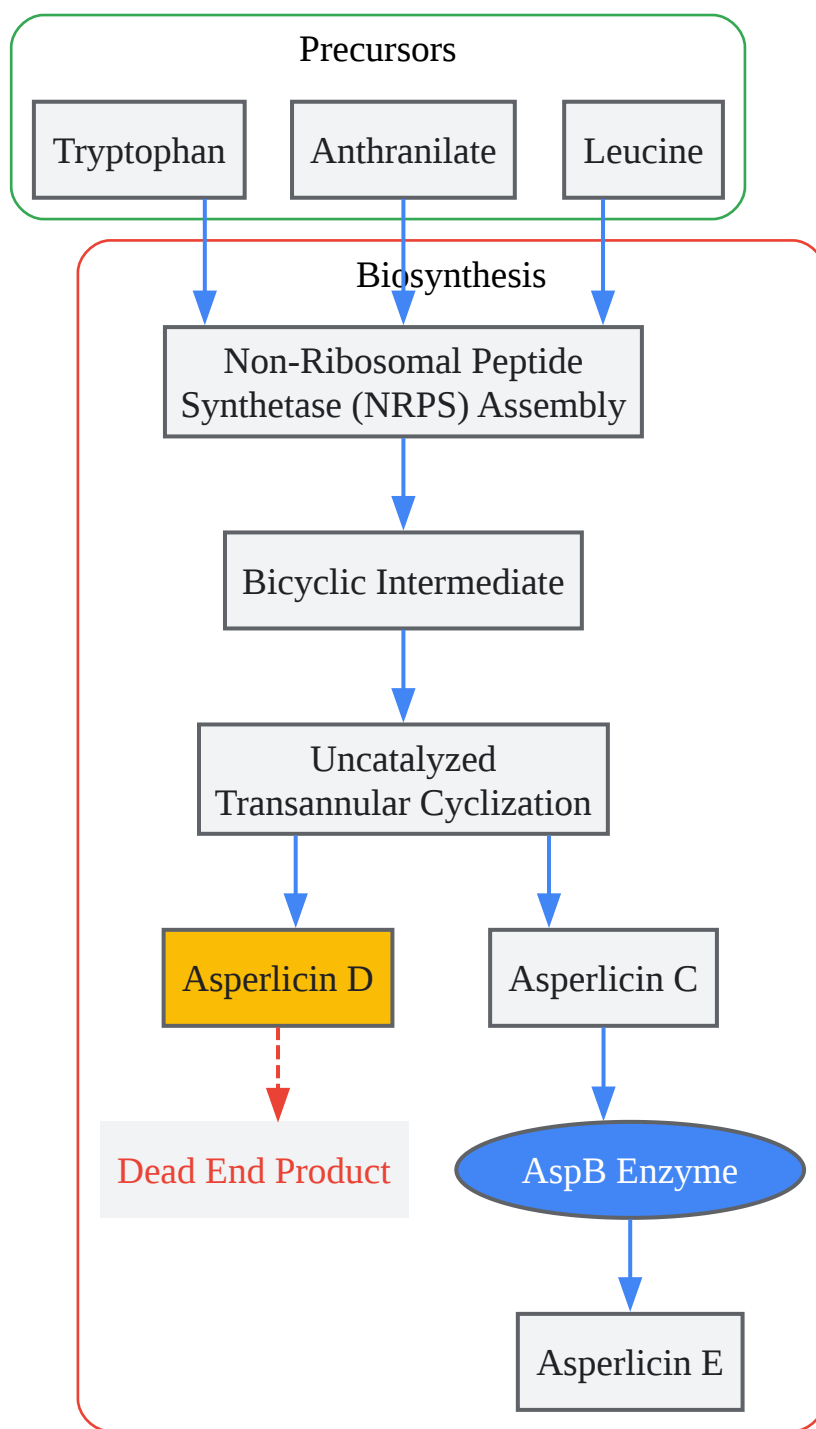 Precursors
Tryptophan
Anthranilate
Leucine
Biosynthesis
Non-Ribosomal Peptide
Synthetase (NRPS) Assembly
Bicyclic Intermediate
Uncatalyzed
Transannular Cyclization
Asperlicin D
Asperlicin C
Dead End Product
AspB Enzyme
Asperlicin E